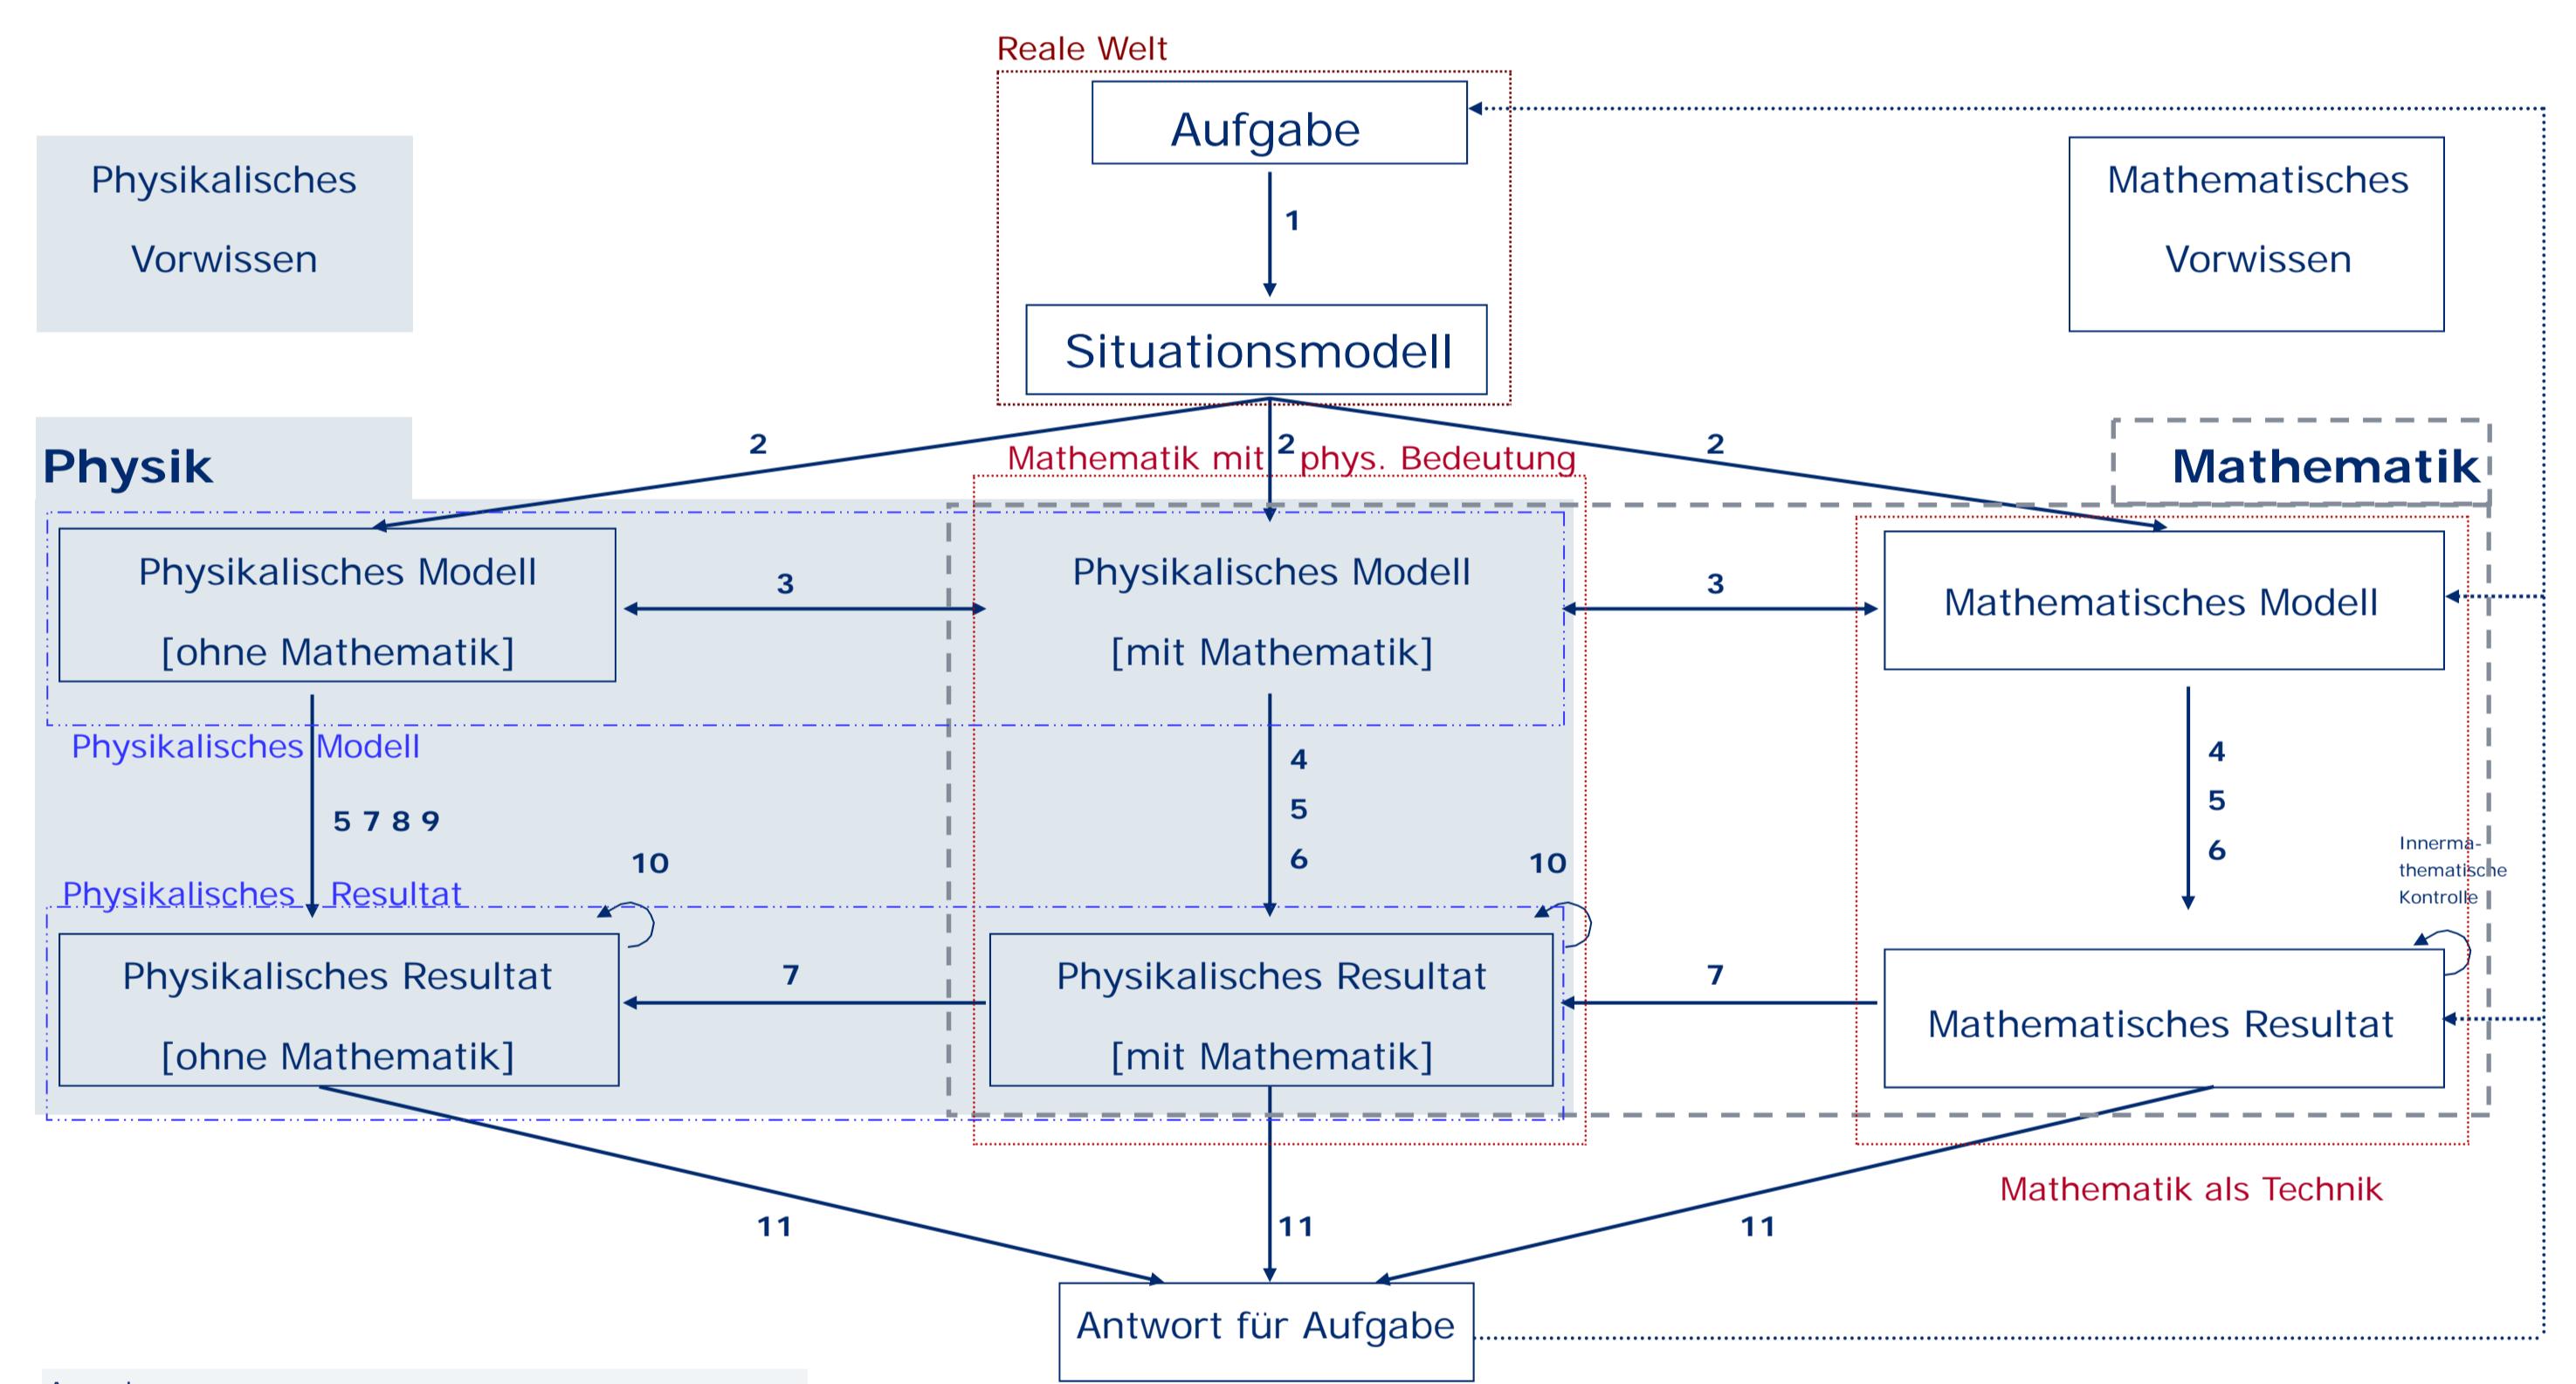 Reale Welt
Aufgabe
Physikalisches
Vorwissen
Mathematisches
Vorwissen
1
Situationsmodell
2
2
2
Mathematik mit phys. Bedeutung
Physik
Mathematik
Physikalisches Modell
[ohne Mathematik]
3
Physikalisches Modell
[mit Mathematik]
3
Mathematisches Modell
Physikalisches Modell
5 7 8 9
4
5
6
4
5
6
10
10
Innerma-
thematische
Kontrolle
Physikalisches Resultat
Physikalisches Resultat
[ohne Mathematik]
7
Physikalisches Resultat
[mit Mathematik]
7
Mathematisches Resultat
Mathematik als Technik
11
11
11
Antwort für Aufgabe